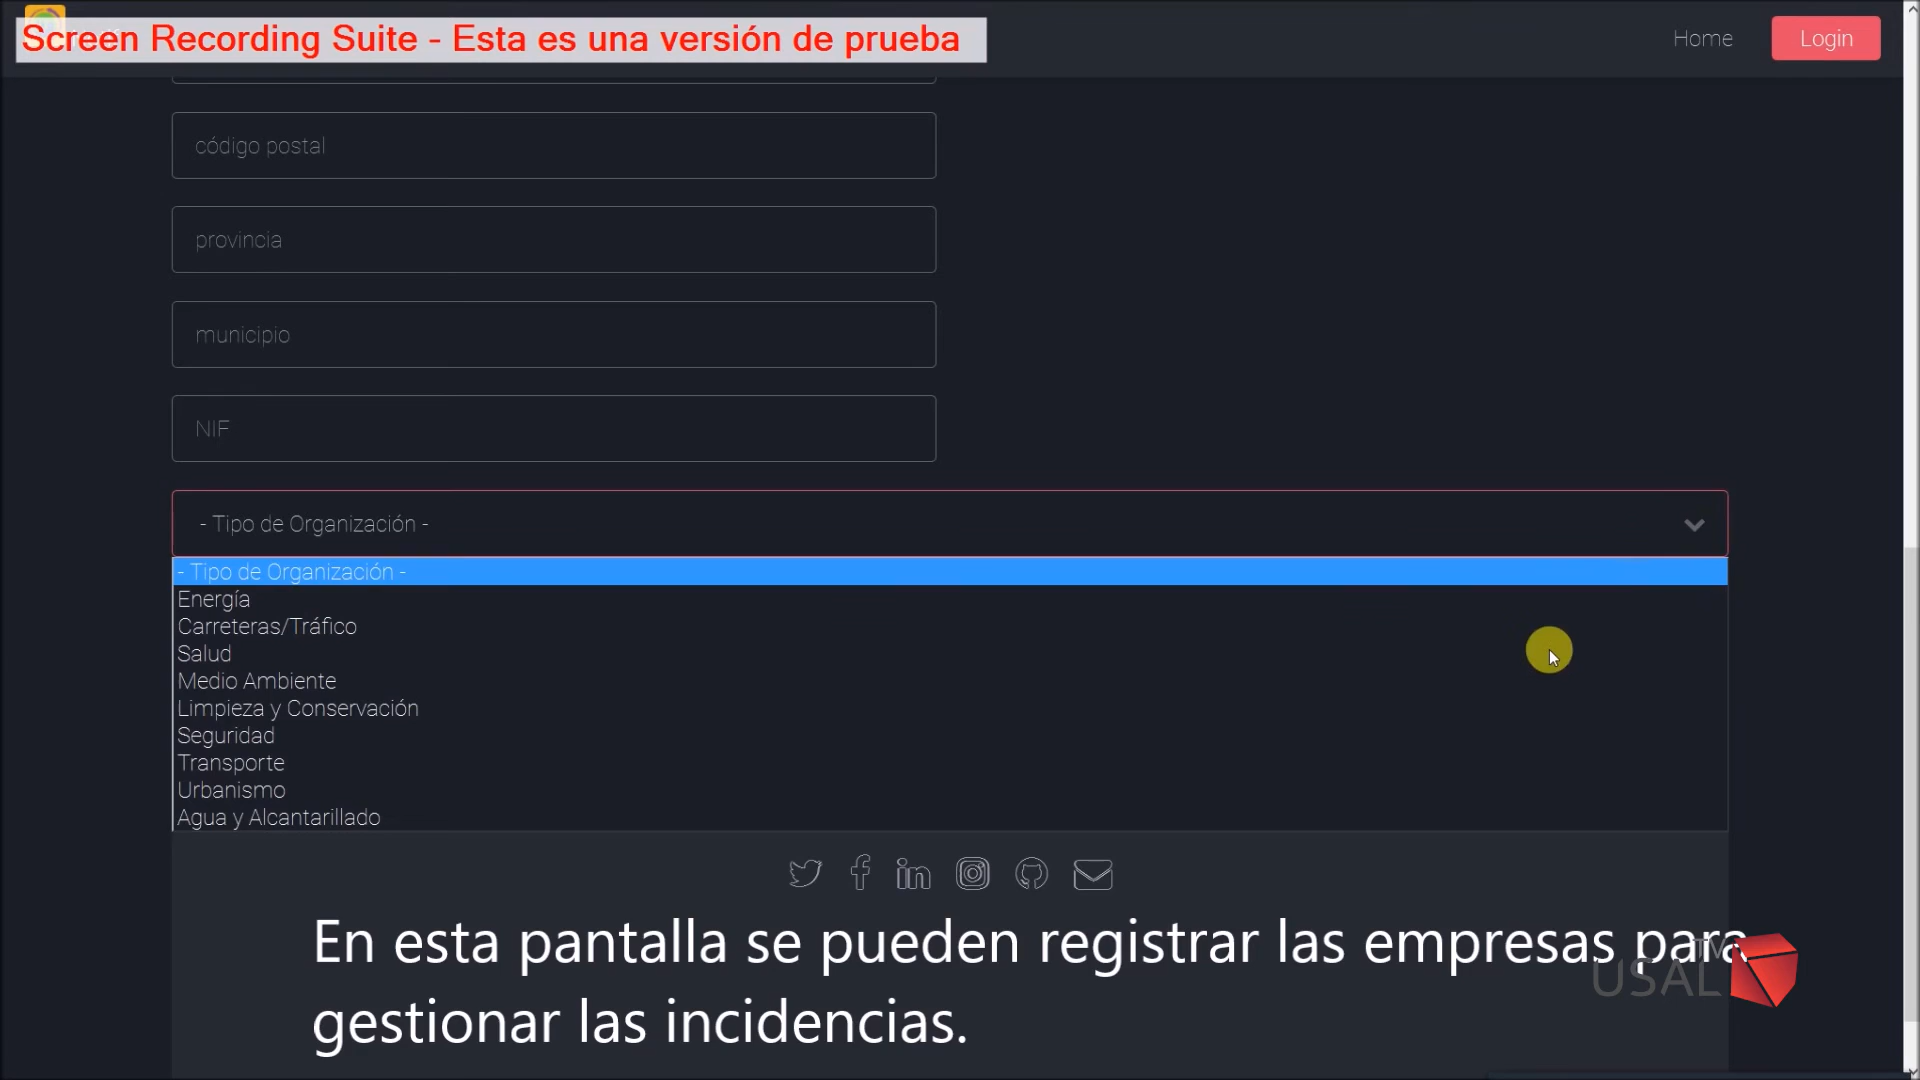 Screen Recording Suite - Esta es una versión de prueba
Home
Login
código postal
provincia
municipio
NIF
- Tipo de Organización -
- Tipo de Organización -
Energía
Carreteras/Tráfico
Salud
Medio Ambiente
Limpieza y Conservación
Seguridad
Transporte
Urbanismo
Agua y Alcantarillado
En esta pantalla se pueden registrar las empresas para
gestionar las incidencias.
TV
USAL